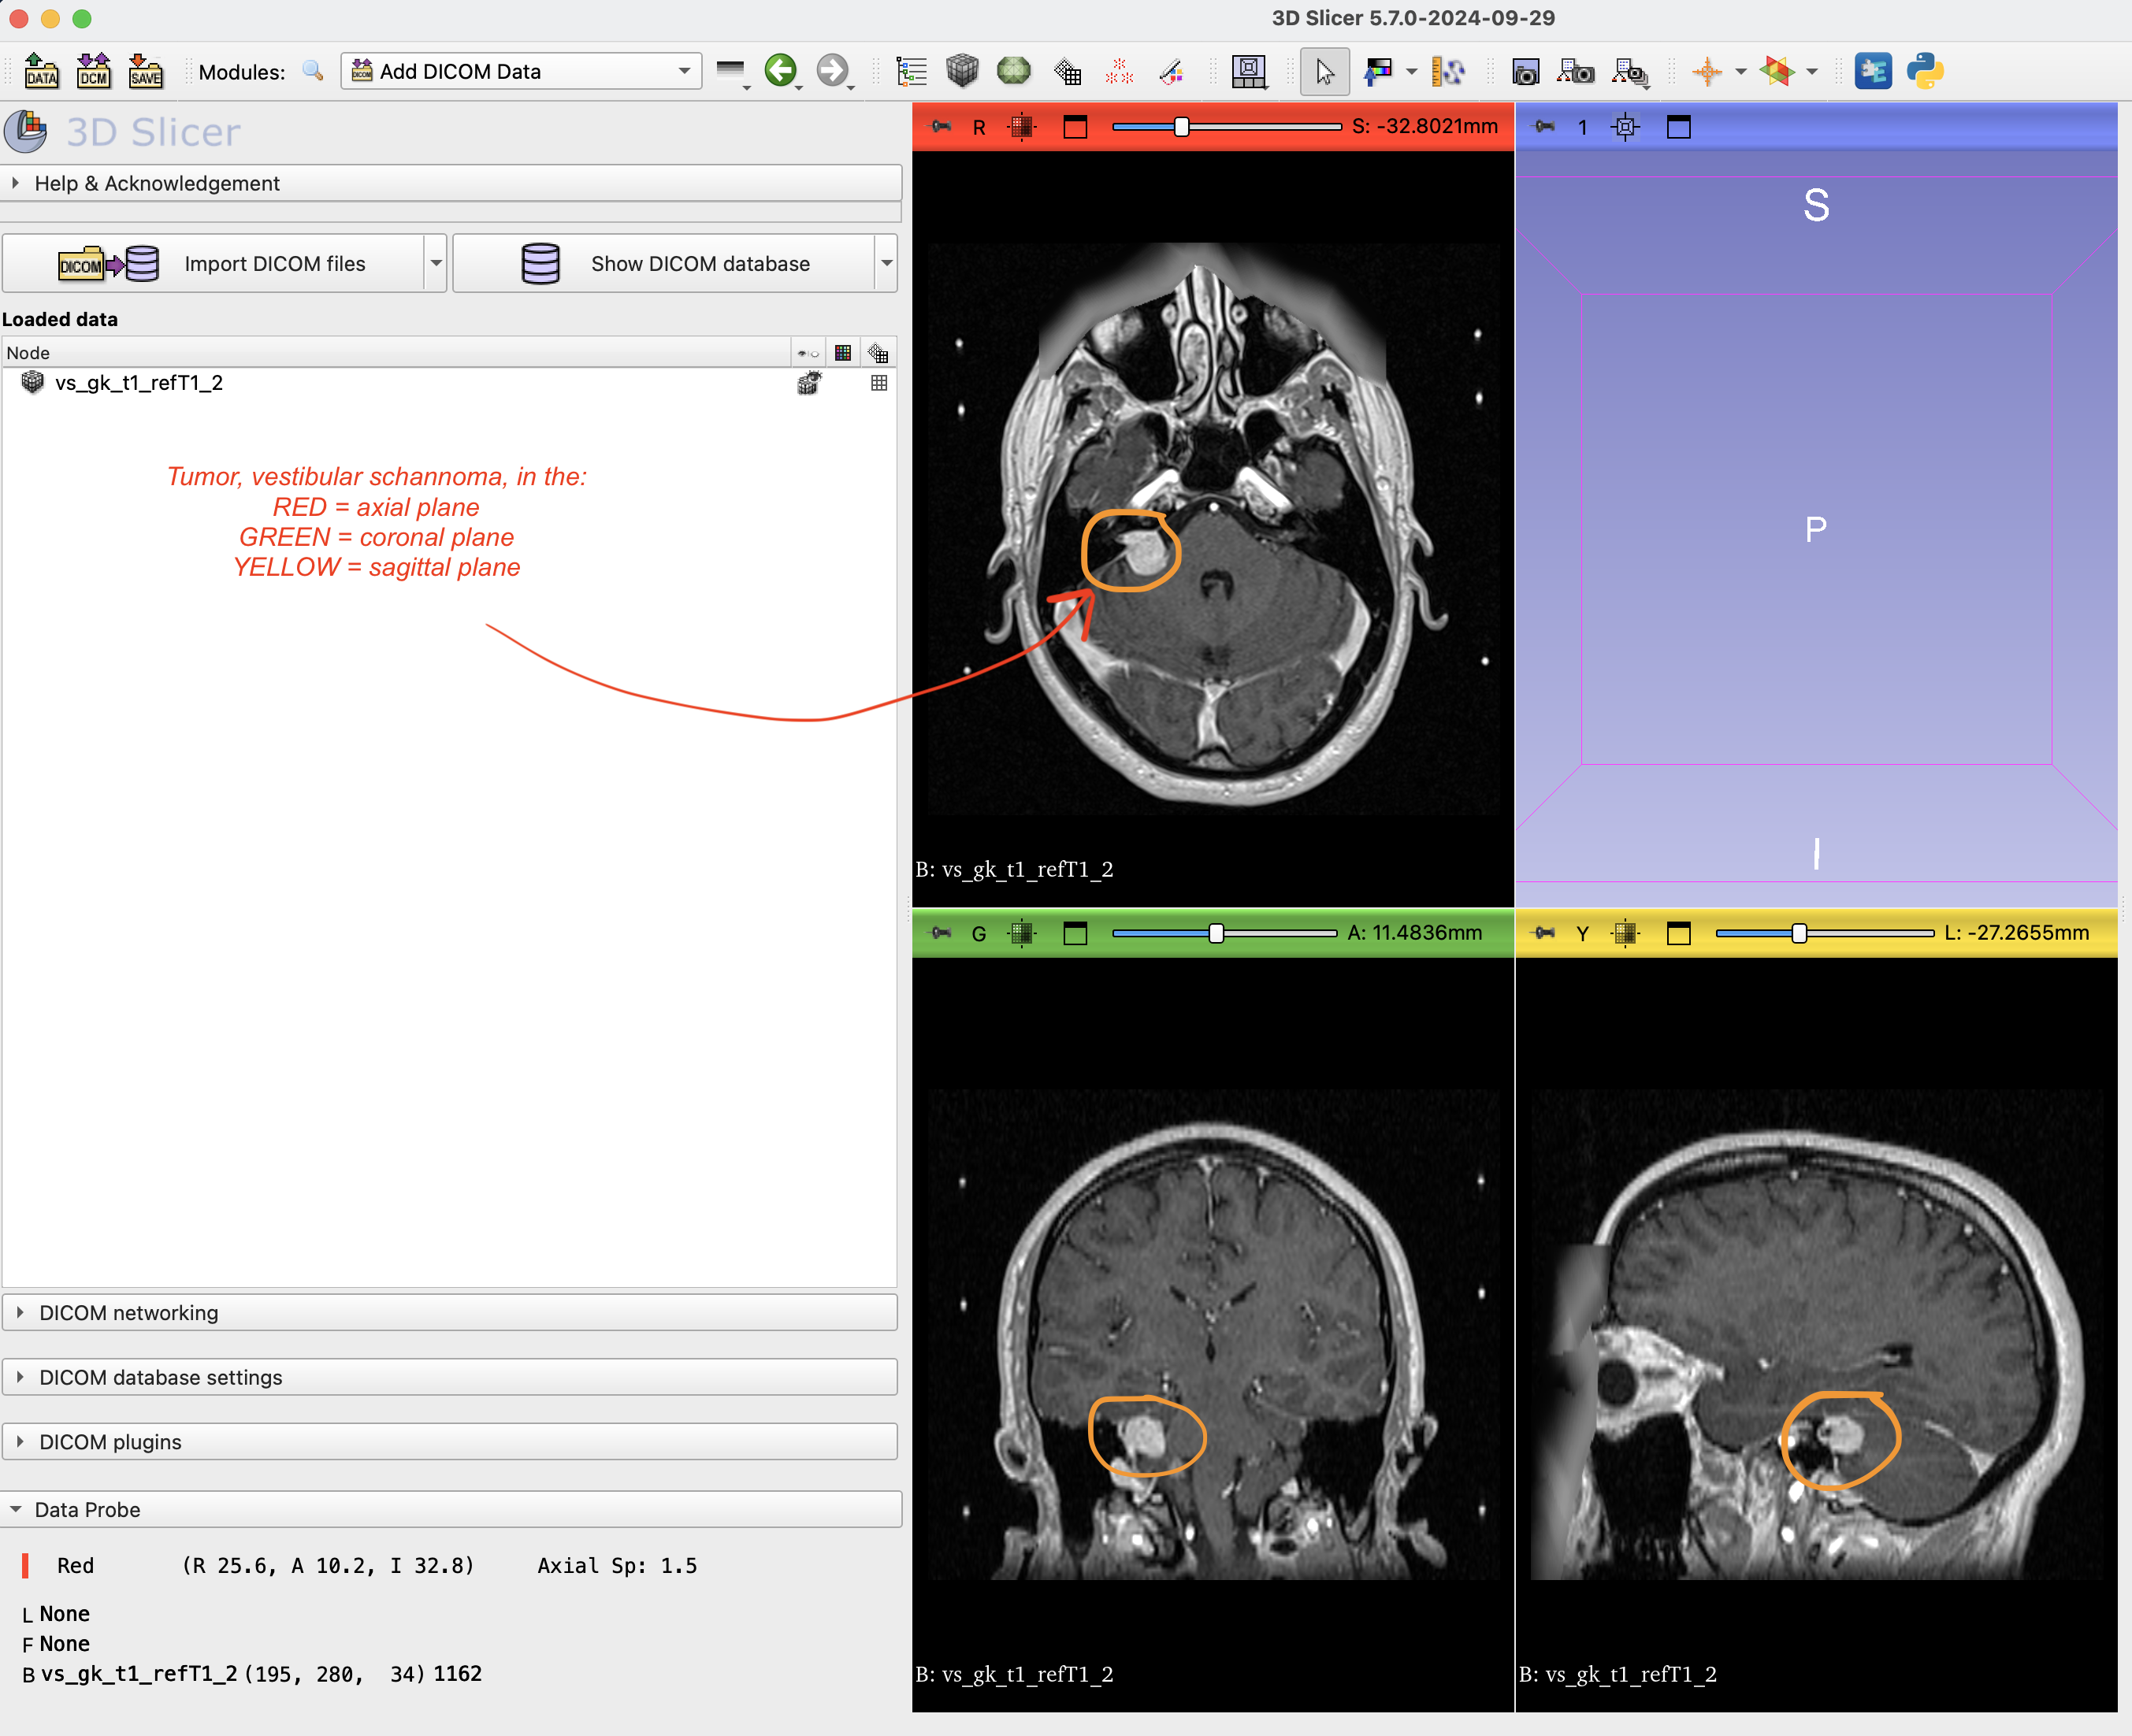 3D Slicer 5.7.0-2024-09-29
DATA
DCM
SAVE
Modules:
DICOM
Add DICOM Data
3D Slicer
Help & Acknowledgement
DICOM
Import DICOM files
Show DICOM database
Loaded data
Node
vs_gk_t1_refT1_2
Tumor, vestibular schannoma, in the:
RED = axial plane
GREEN = coronal plane
YELLOW = sagittal plane
DICOM networking
DICOM database settings
DICOM plugins
Data Probe
Red (R 25.6, A 10.2, I 32.8) Axial Sp: 1.5
L None
F None
B vs_gk_t1_refT1_2 (195, 280, 34) 1162
R S: -32.8021mm
B: vs_gk_t1_refT1_2
1
S
P
I
G A: 11.4836mm
B: vs_gk_t1_refT1_2
Y L: -27.2655mm
B: vs_gk_t1_refT1_2